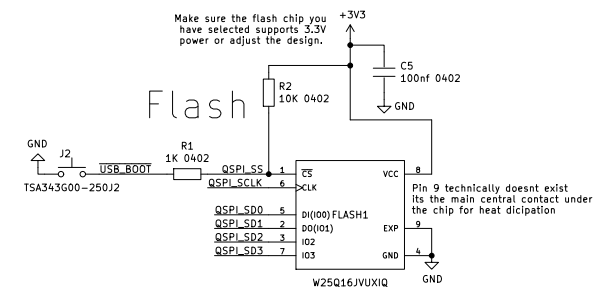 Make sure the flash chip you
have selected supports 3.3V
power or adjust the design.
+3V3
C5
100nf 0402
GND
Flash
R2
10K 0402
GND
J2
USB_BOOT
TSA343G00-250J2
R1
1K 0402
QSPI_SS 1 CS
QSPI_SCLK 6 CLK
QSPI_SD0 5 DI(IO0)
QSPI_SD1 2 DO(IO1)
QSPI_SD2 3 IO2
QSPI_SD3 7 IO3
FLASH1
VCC 8
EXP 9
GND 4
Pin 9 technically doesnt exist
its the main central contact under
the chip for heat dicipation
GND
W25Q16JVUXIQ